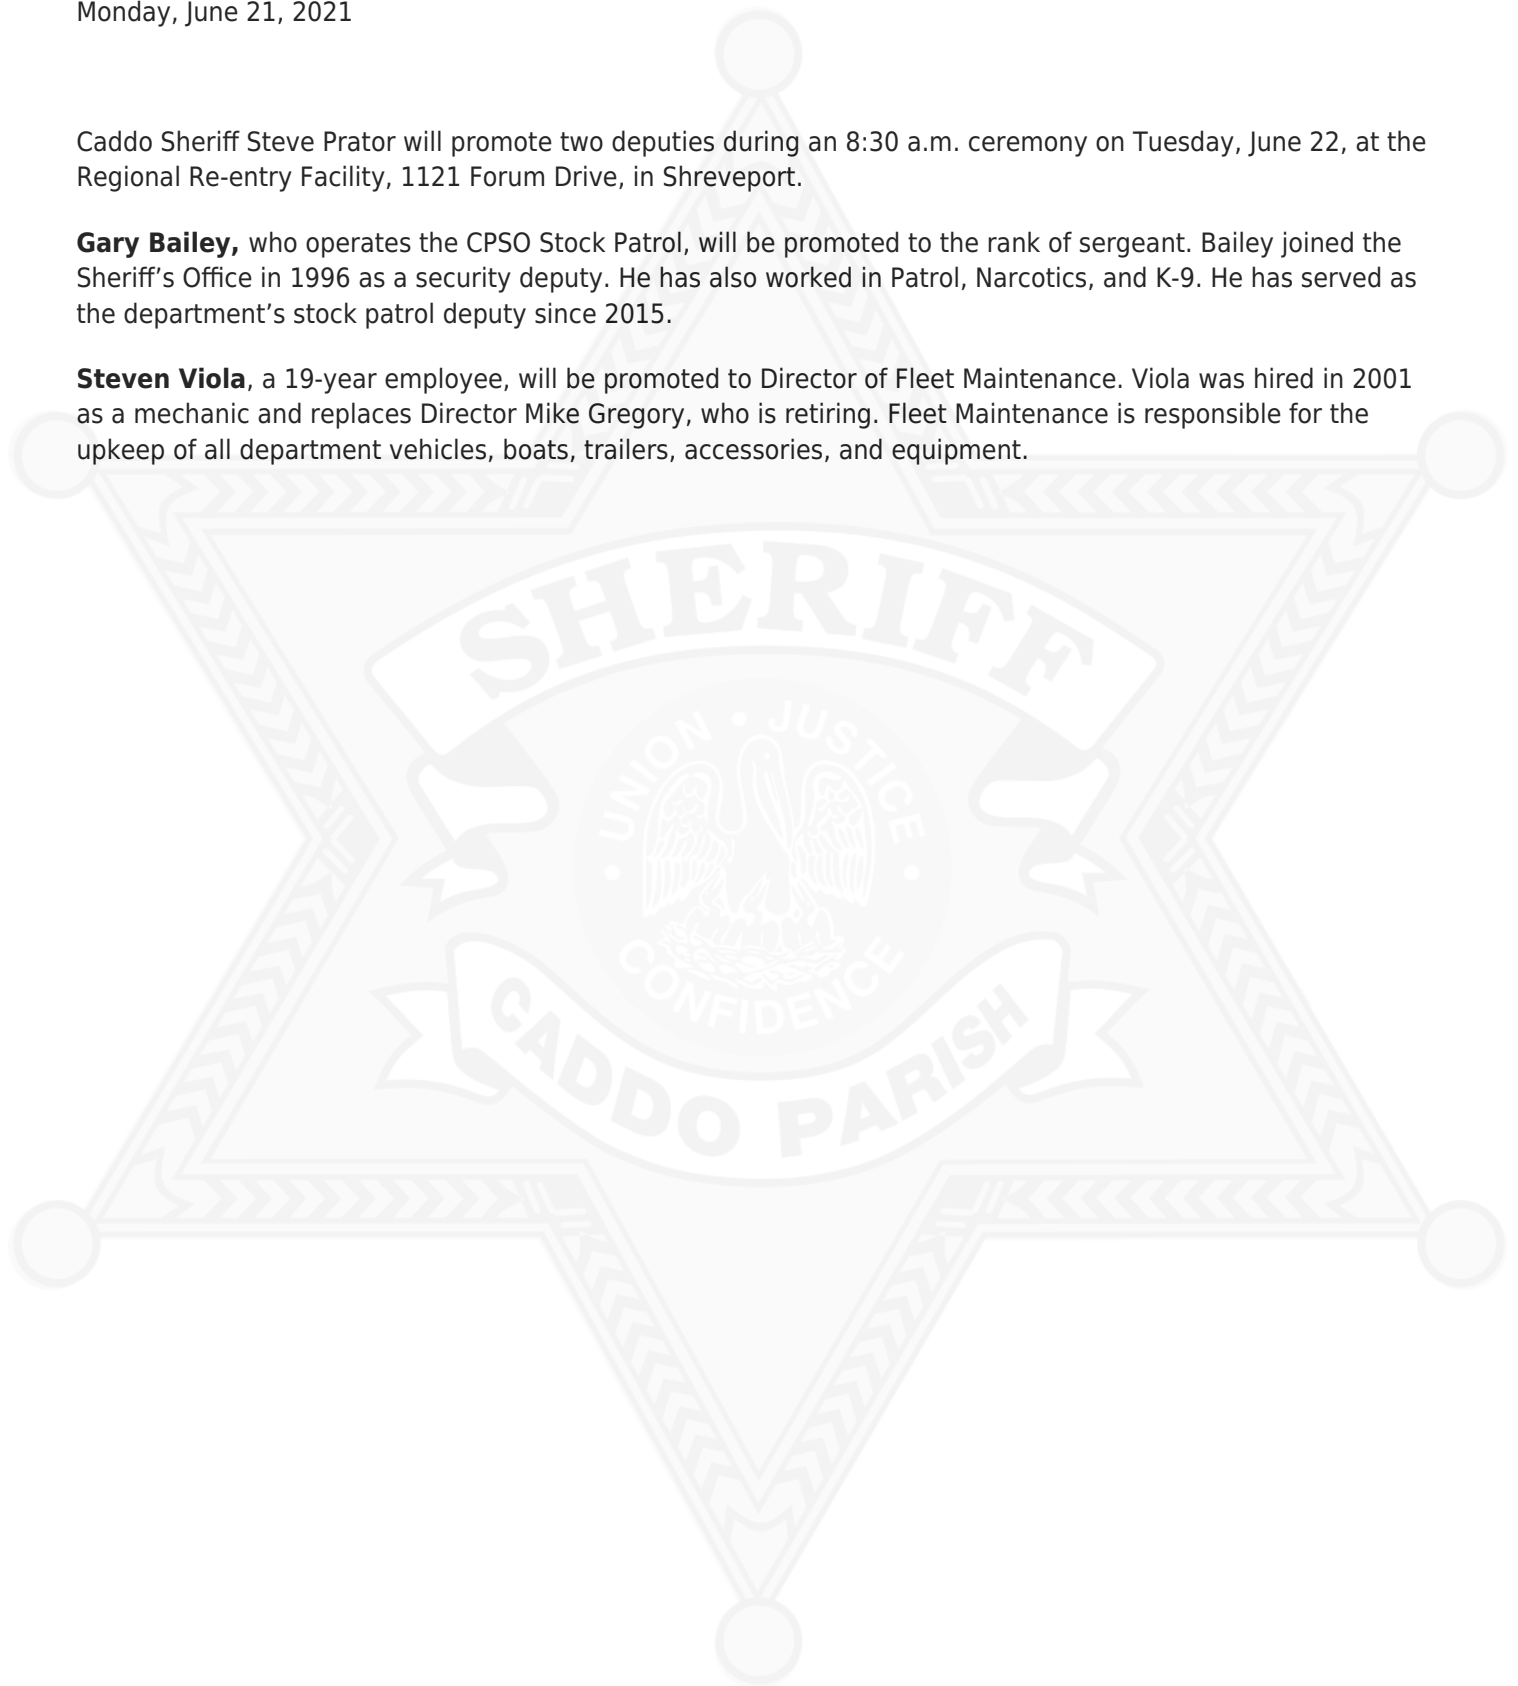 Monday, June 21, 2021
Caddo Sheriff Steve Prator will promote two deputies during an 8:30 a.m. ceremony on Tuesday, June 22, at the
Regional Re-entry Facility, 1121 Forum Drive, in Shreveport.
Gary Bailey, who operates the CPSO Stock Patrol, will be promoted to the rank of sergeant. Bailey joined the
Sheriff’s Office in 1996 as a security deputy. He has also worked in Patrol, Narcotics, and K-9. He has served as
the department’s stock patrol deputy since 2015.
Steven Viola, a 19-year employee, will be promoted to Director of Fleet Maintenance. Viola was hired in 2001
as a mechanic and replaces Director Mike Gregory, who is retiring. Fleet Maintenance is responsible for the
upkeep of all department vehicles, boats, trailers, accessories, and equipment.
SHERIFF
UNION • JUSTICE
• CONFIDENCE •
CADDO PARISH